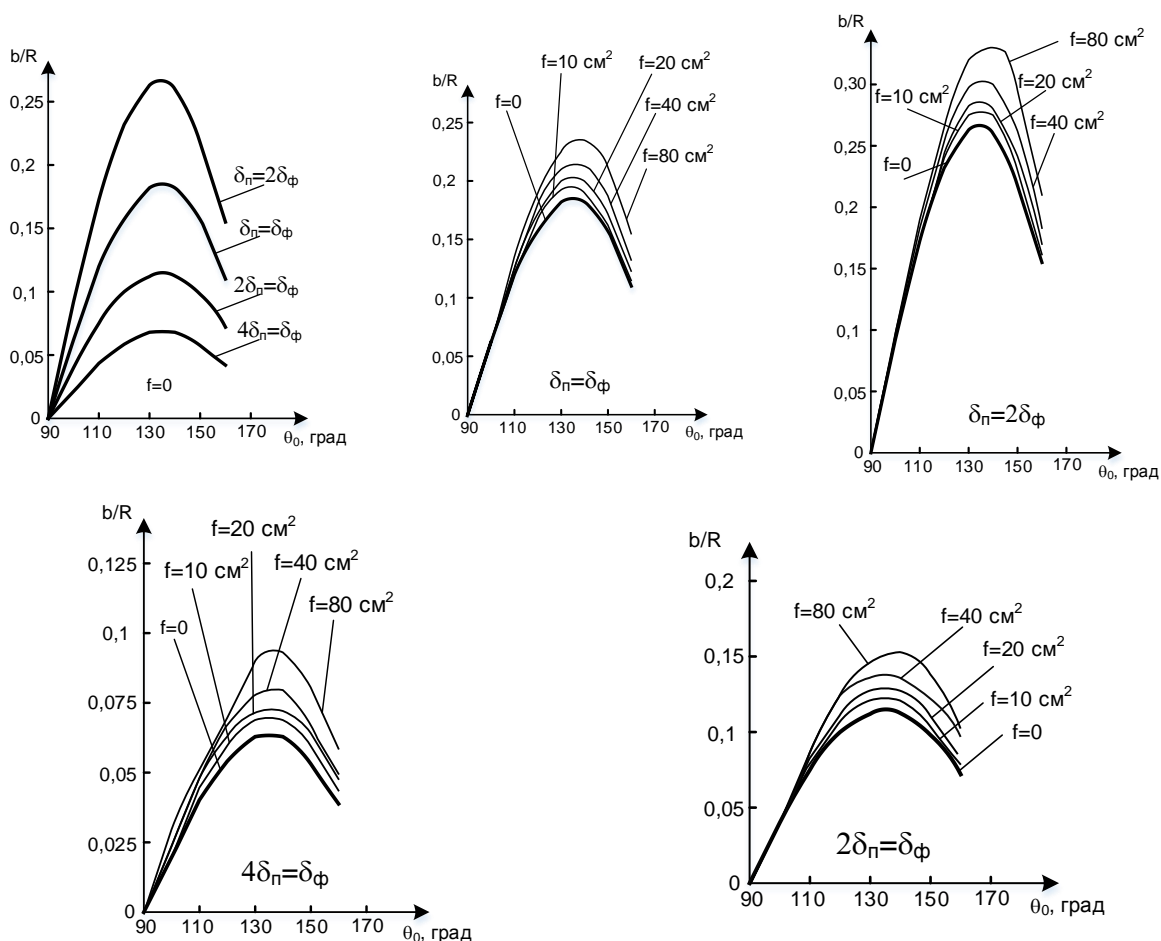 b/R
0,25
0,2
0,15
0,1
0,05
0
δп=2δф
δп=δф
2δп=δф
4δп=δф
f=0
90 110 130 150 170
θ0, град
b/R
0,25
0,2
0,15
0,1
0,05
0
f=10 см²
f=20 см²
f=0
f=40 см²
f=80 см²
δп=δф
90 110 130 150 170
θ0, град
b/R
0,30
0,25
0,2
0,15
0,1
0,05
0
f=80 см²
f=20 см²
f=10 см²
f=40 см²
f=0
δп=2δф
90 110 130 150 170
θ0, град
b/R
0,125
0,1
0,075
0,05
0,025
0
f=20 см²
f=40 см²
f=10 см²
f=80 см²
f=0
4δп=δф
90 110 130 150 170
θ0, град
b/R
0,2
0,15
0,1
0,05
0
f=80 см²
f=40 см²
f=20 см²
f=10 см²
f=0
2δп=δф
90 110 130 150 170
θ0, град